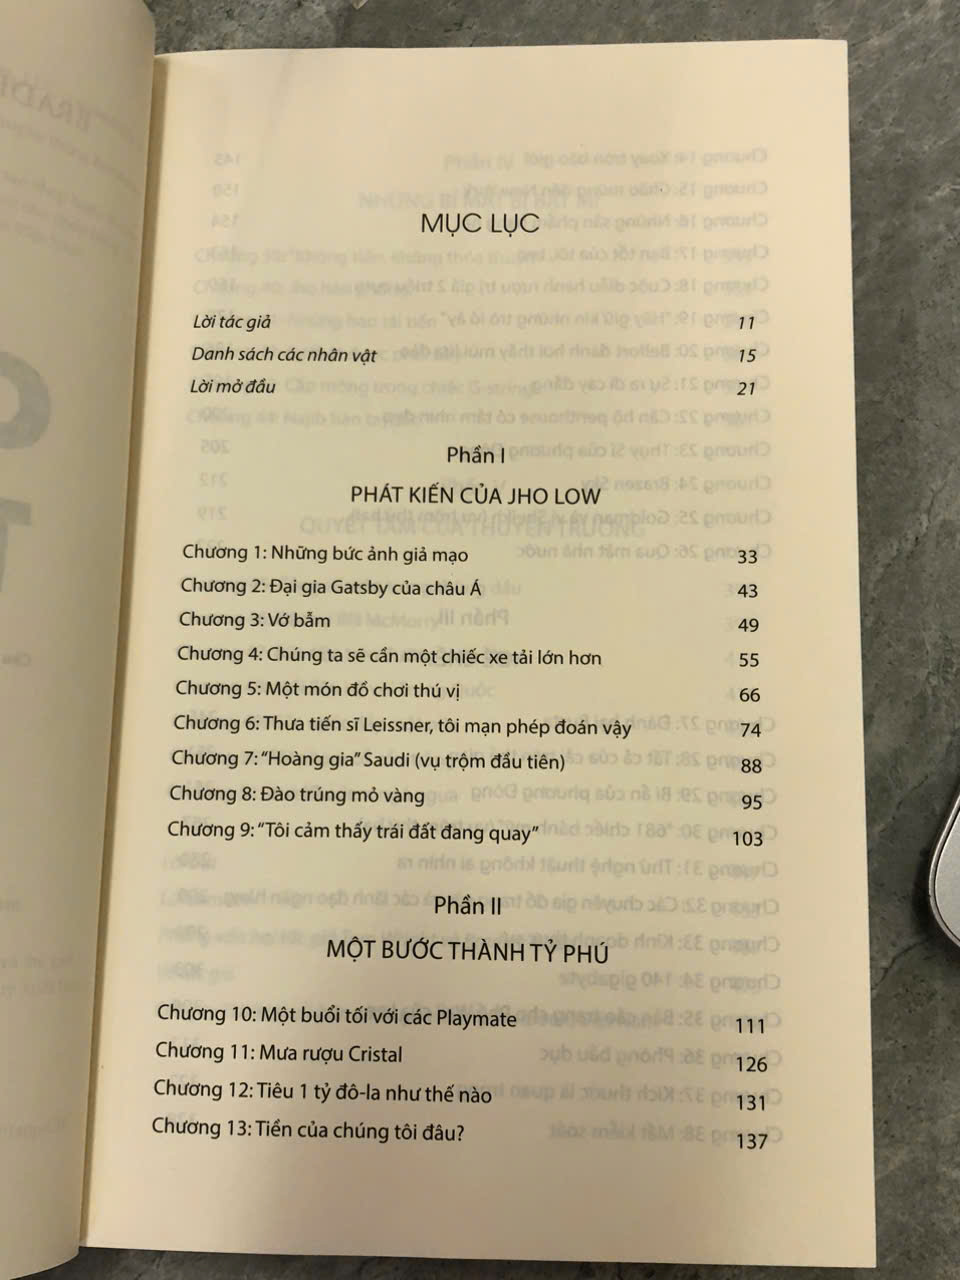 MỤC LỤC
Lời tác giả 11
Danh sách các nhân vật 15
Lời mở đầu 21
Phần I
PHÁT KIẾN CỦA JHO LOW
Chương 1: Những bức ảnh giả mạo 33
Chương 2: Đại gia Gatsby của châu Á 43
Chương 3: Vớ bẫm 49
Chương 4: Chúng ta sẽ cần một chiếc xe tải lớn hơn 55
Chương 5: Một món đồ chơi thú vị 66
Chương 6: Thưa tiến sĩ Leissner, tôi mạn phép đoán vậy 74
Chương 7: “Hoàng gia” Saudi (vụ trộm đầu tiên) 88
Chương 8: Đào trúng mỏ vàng 95
Chương 9: “Tôi cảm thấy trái đất đang quay” 103
Phần II
MỘT BƯỚC THÀNH TỶ PHÚ
Chương 10: Một buổi tối với các Playmate 111
Chương 11: Mưa rượu Cristal 126
Chương 12: Tiêu 1 tỷ đô-la như thế nào 131
Chương 13: Tiền của chúng tôi đâu? 137